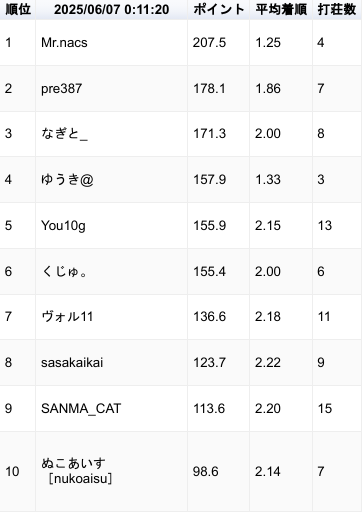 順位 2025/06/07 0:11:20 ポイント 平均着順 打荘数
1 Mr.nacs 207.5 1.25 4
2 pre387 178.1 1.86 7
3 なぎと_ 171.3 2.00 8
4 ゆうき@ 157.9 1.33 3
5 You10g 155.9 2.15 13
6 くじゅ。 155.4 2.00 6
7 ヴォル11 136.6 2.18 11
8 sasakaikai 123.7 2.22 9
9 SANMA_CAT 113.6 2.20 15
10 ぬこあいす 98.6 2.14 7
［nukoaisu］